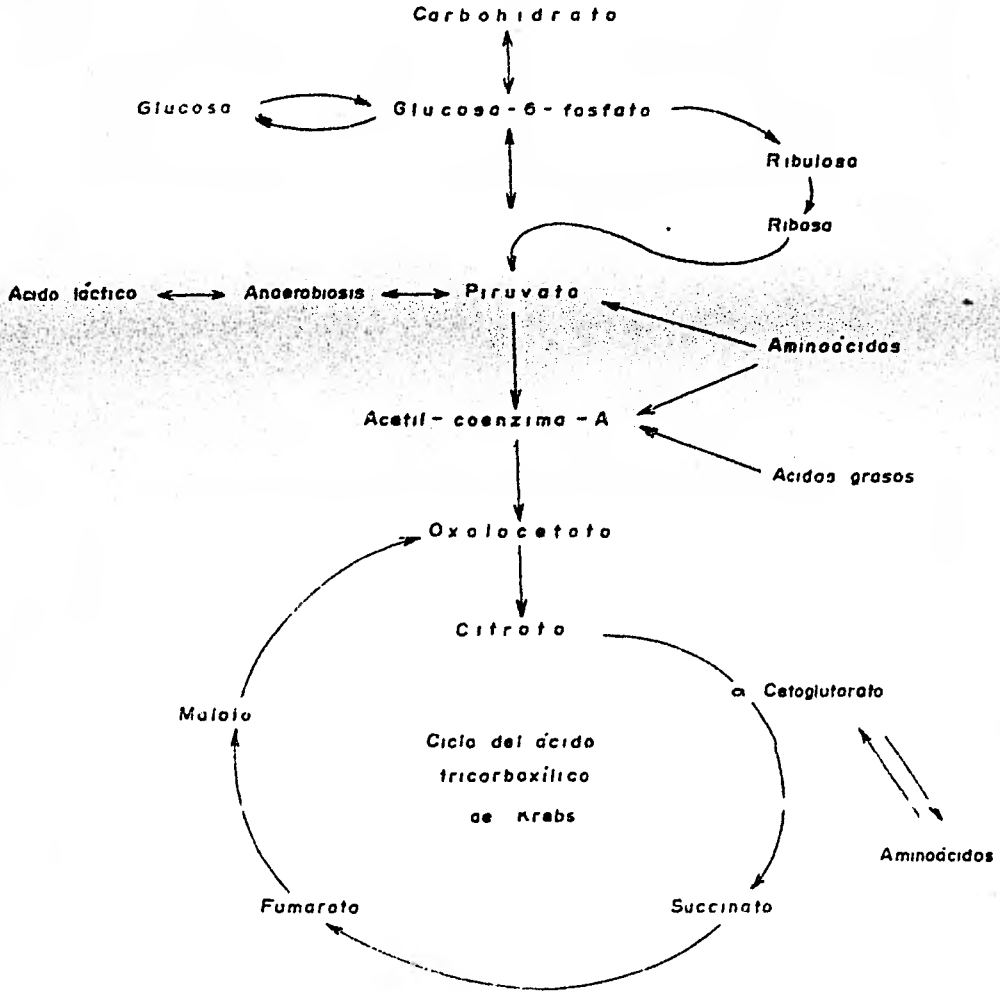 Carbohidrato
Glucosa
Glucosa-6-fosfato
Ribulosa
Ribosa
Acido láctico
Anaerobiosis
Piruvato
Aminoácidos
Acetil-coenzima-A
Acidos grasos
Oxalocetato
Citrato
α Cetoglutarato
Malato
Ciclo del ácido
tricarboxílico
de Krebs
Aminoácidos
Fumarato
Succinato